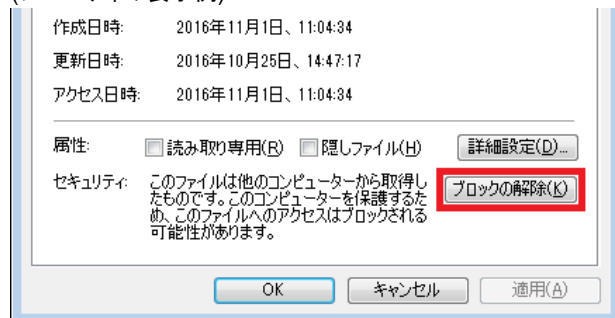 作成日時: 2016年11月1日、11:04:34
更新日時: 2016年10月25日、14:47:17
アクセス日時: 2016年11月1日、11:04:34
属性: 読み取り専用(R) 隠しファイル(H) 詳細設定(D)...
セキュリティ: このファイルは他のコンピューターから取得し
たものです。このコンピューターを保護するた
め、このファイルへのアクセスはブロックされる
可能性があります。
ブロックの解除(K)
OK キャンセル 適用(A)